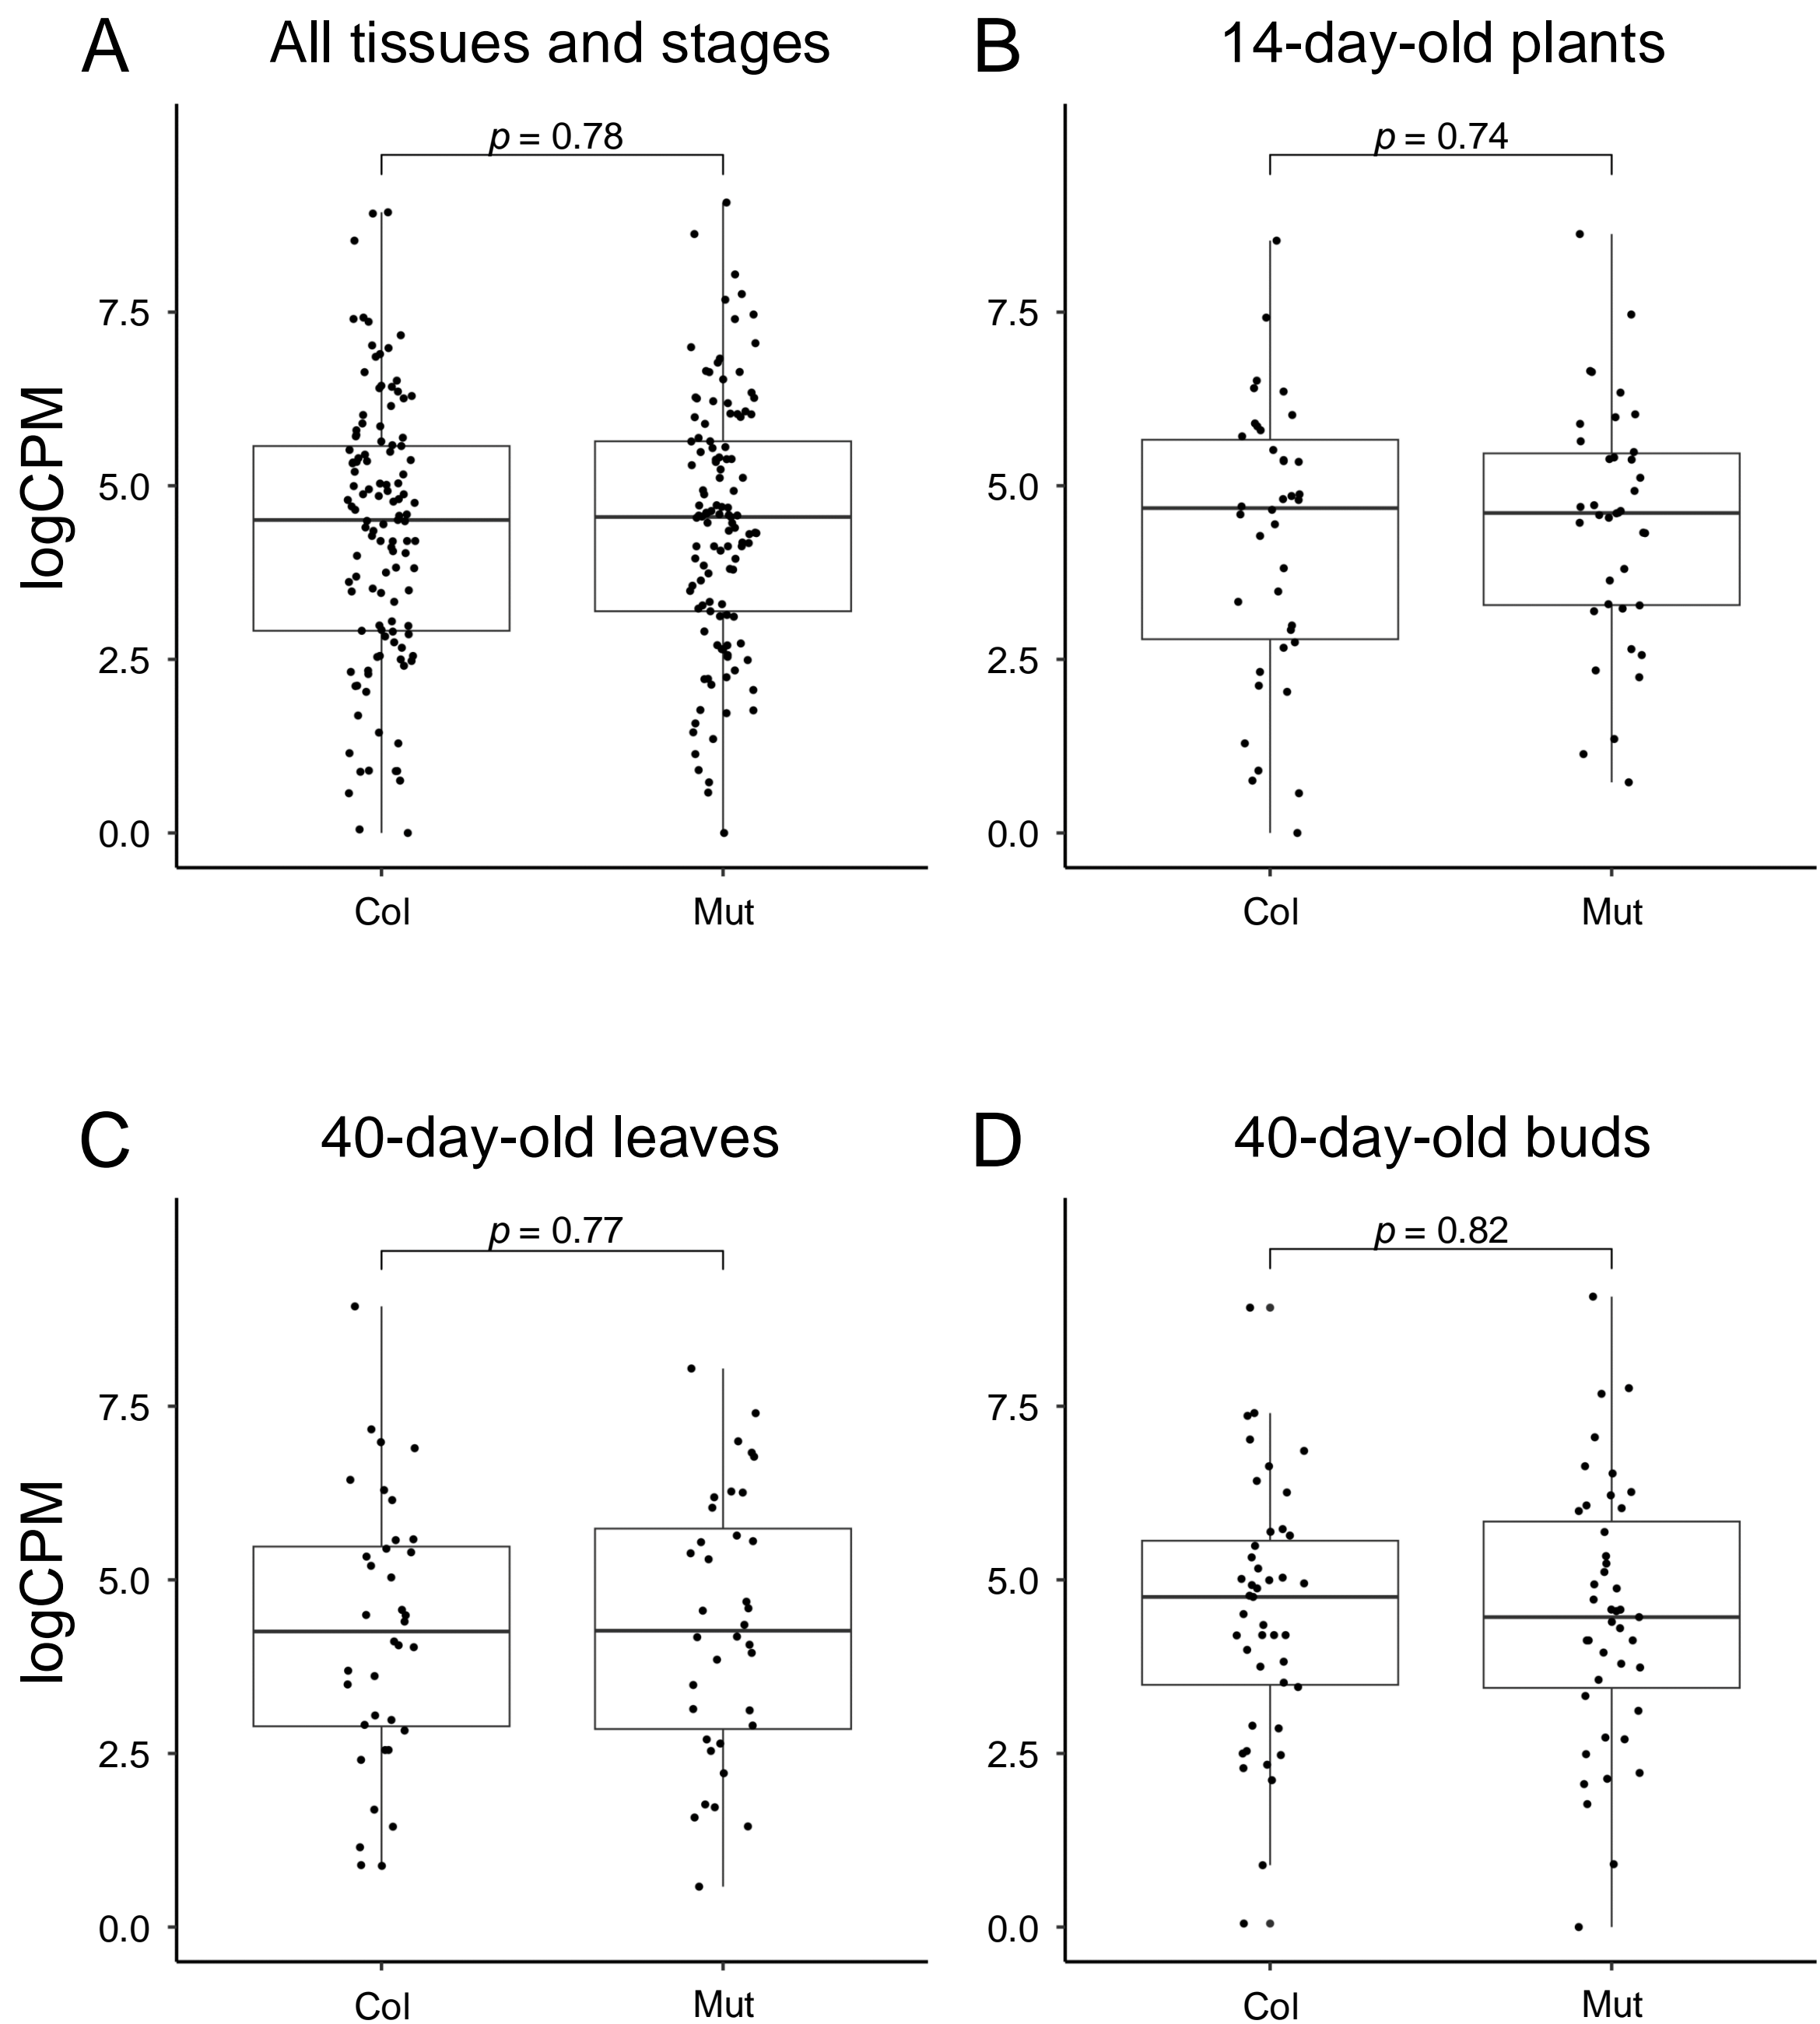 A All tissues and stages
logCPM
p = 0.78
7.5
5.0
2.5
0.0
Col Mut
B 14-day-old plants
p = 0.74
7.5
5.0
2.5
0.0
Col Mut
C 40-day-old leaves
logCPM
p = 0.77
7.5
5.0
2.5
0.0
Col Mut
D 40-day-old buds
p = 0.82
7.5
5.0
2.5
0.0
Col Mut